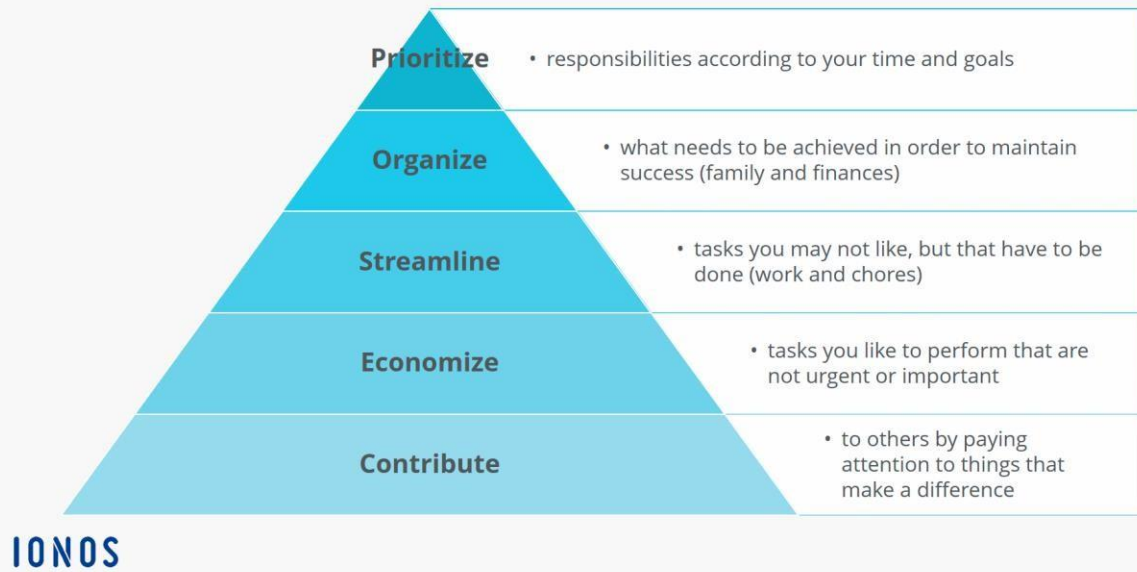 Prioritize
• responsibilities according to your time and goals
Organize
• what needs to be achieved in order to maintain
success (family and finances)
Streamline
• tasks you may not like, but that have to be
done (work and chores)
Economize
• tasks you like to perform that are
not urgent or important
Contribute
• to others by paying
attention to things that
make a difference
IONOS